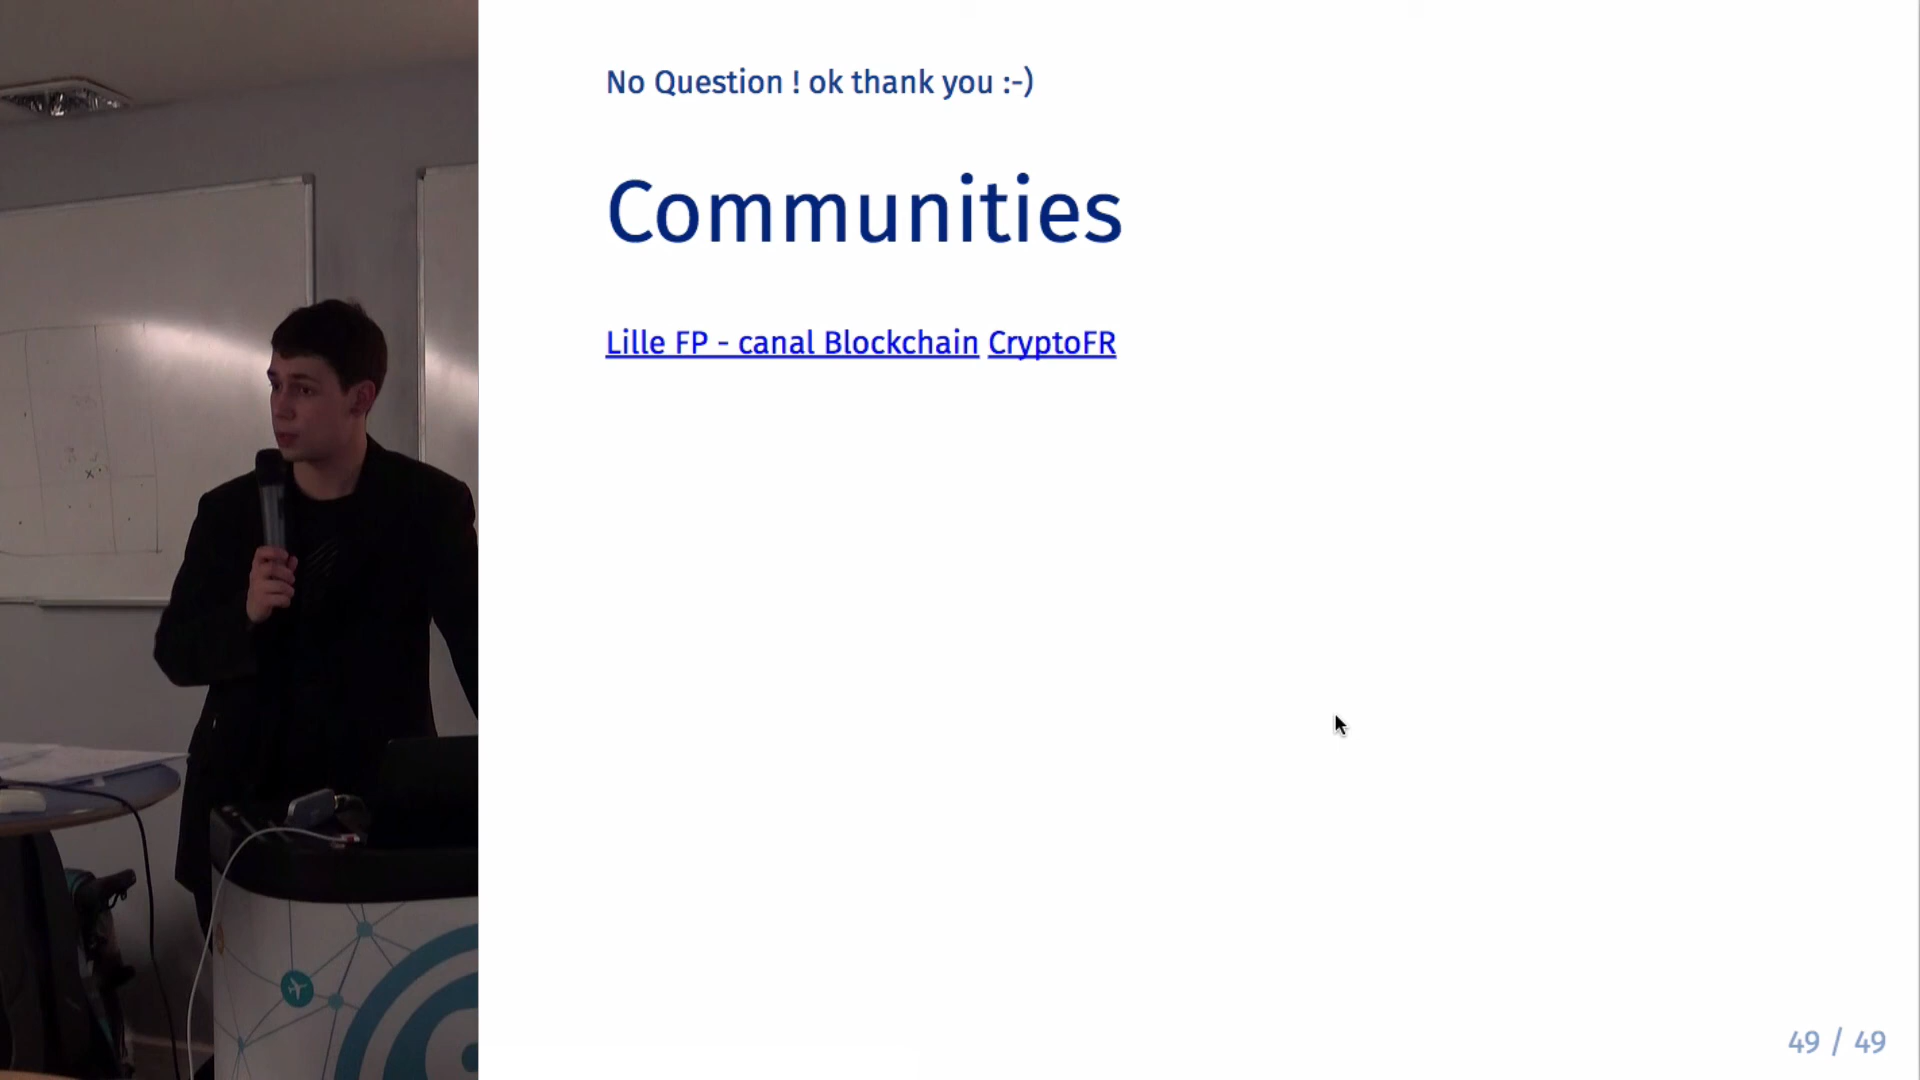 No Question ! ok thank you :-)
Communities
Lille FP - canal Blockchain CryptoFR
49 / 49